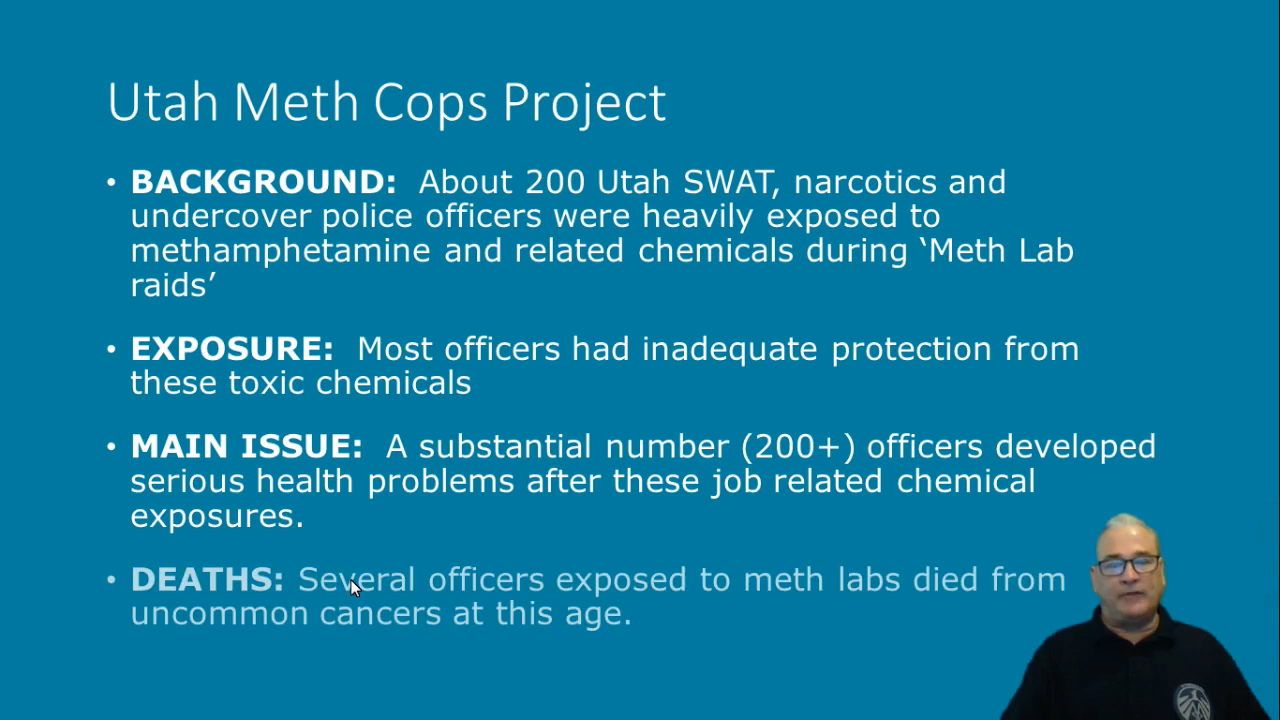 Utah Meth Cops Project
• BACKGROUND: About 200 Utah SWAT, narcotics and
undercover police officers were heavily exposed to
methamphetamine and related chemicals during ‘Meth Lab
raids’
• EXPOSURE: Most officers had inadequate protection from
these toxic chemicals
• MAIN ISSUE: A substantial number (200+) officers developed
serious health problems after these job related chemical
exposures.
• DEATHS: Several officers exposed to meth labs died from
uncommon cancers at this age.